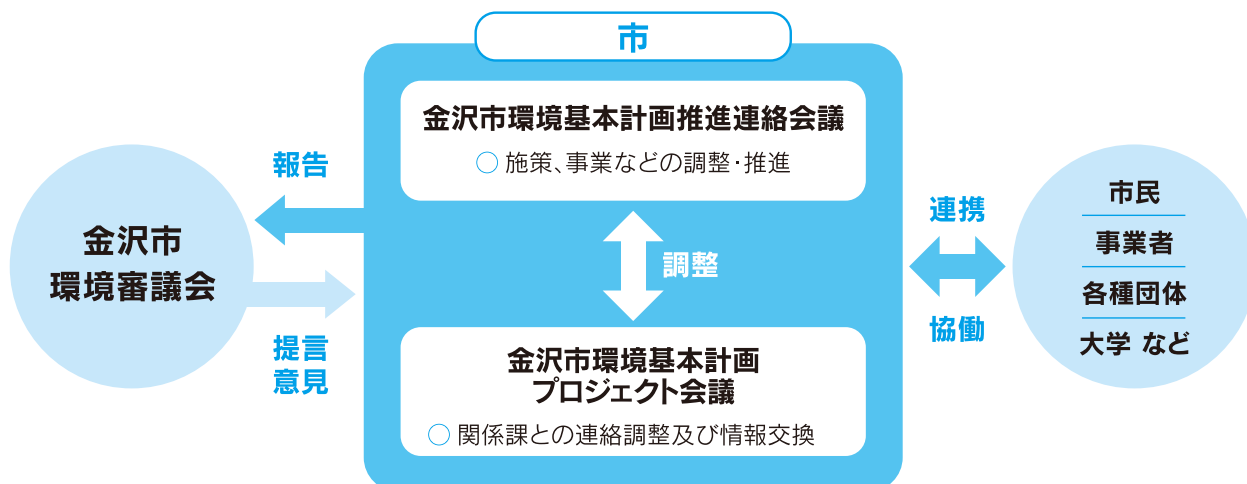 市
金沢市環境基本計画推進連絡会議
○ 施策、事業などの調整・推進
報告
金沢市
環境審議会
提言
意見
調整
金沢市環境基本計画
プロジェクト会議
○ 関係課との連絡調整及び情報交換
連携
協働
市民
事業者
各種団体
大学 など